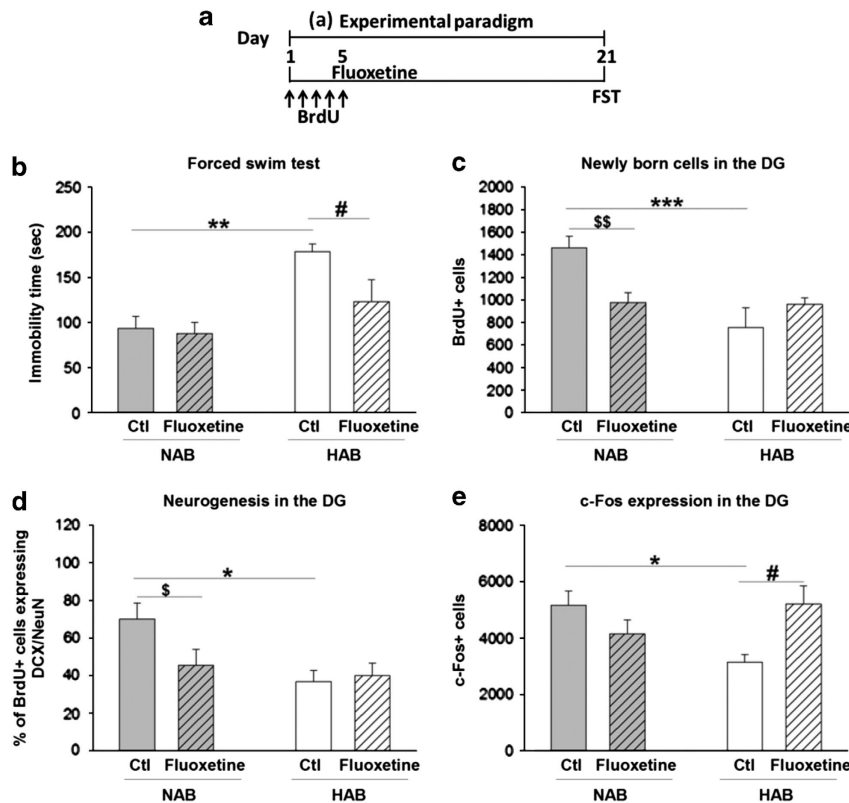 a
(a) Experimental paradigm
Day
1 5 21
Fluoxetine
BrdU
FST
b
Forced swim test
Immobility time (sec)
250
200
150
100
50
0
**
#
Ctl Fluoxetine Ctl Fluoxetine
NAB HAB
c
Newly born cells in the DG
BrdU+ cells
2000
1800
1600
1400
1200
1000
800
600
400
200
0
***
$$
Ctl Fluoxetine Ctl Fluoxetine
NAB HAB
d
Neurogenesis in the DG
% of BrdU+ cells expressing
DCX/NeuN
120
100
80
60
40
20
0
*
$
Ctl Fluoxetine Ctl Fluoxetine
NAB HAB
e
c-Fos expression in the DG
c-Fos+ cells
8000
6000
4000
2000
0
*
#
Ctl Fluoxetine Ctl Fluoxetine
NAB HAB